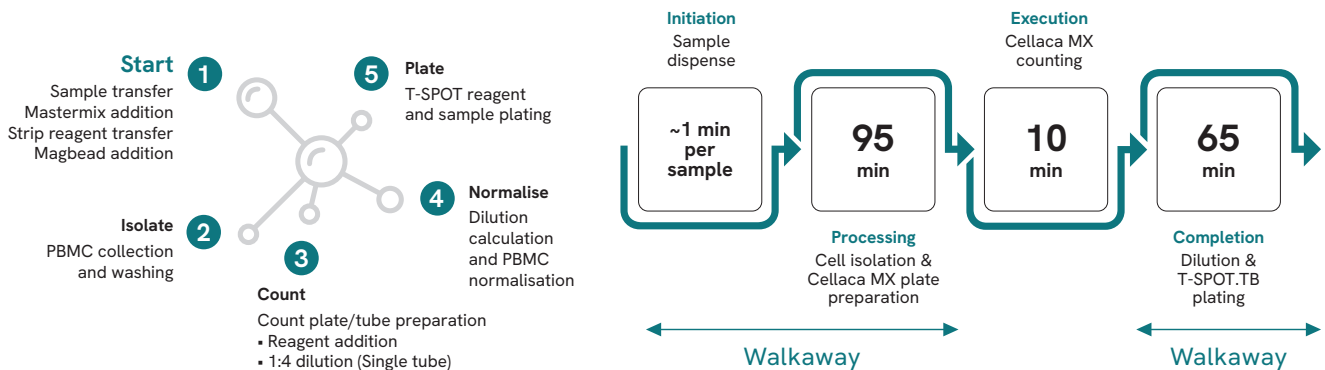 Start
1
Sample transfer
Mastermix addition
Strip reagent transfer
Magbead addition
Isolate
2
PBMC collection
and washing
3
Count
Count plate/tube preparation
▪ Reagent addition
▪ 1:4 dilution (Single tube)
4
Normalise
Dilution
calculation
and PBMC
normalisation
5
Plate
T-SPOT reagent
and sample plating
Initiation
Sample
dispense
~1 min
per
sample
95
min
Processing
Cell isolation &
Cellaca MX plate
preparation
Execution
Cellaca MX
counting
10
min
65
min
Completion
Dilution &
T-SPOT.TB
plating
Walkaway
Walkaway